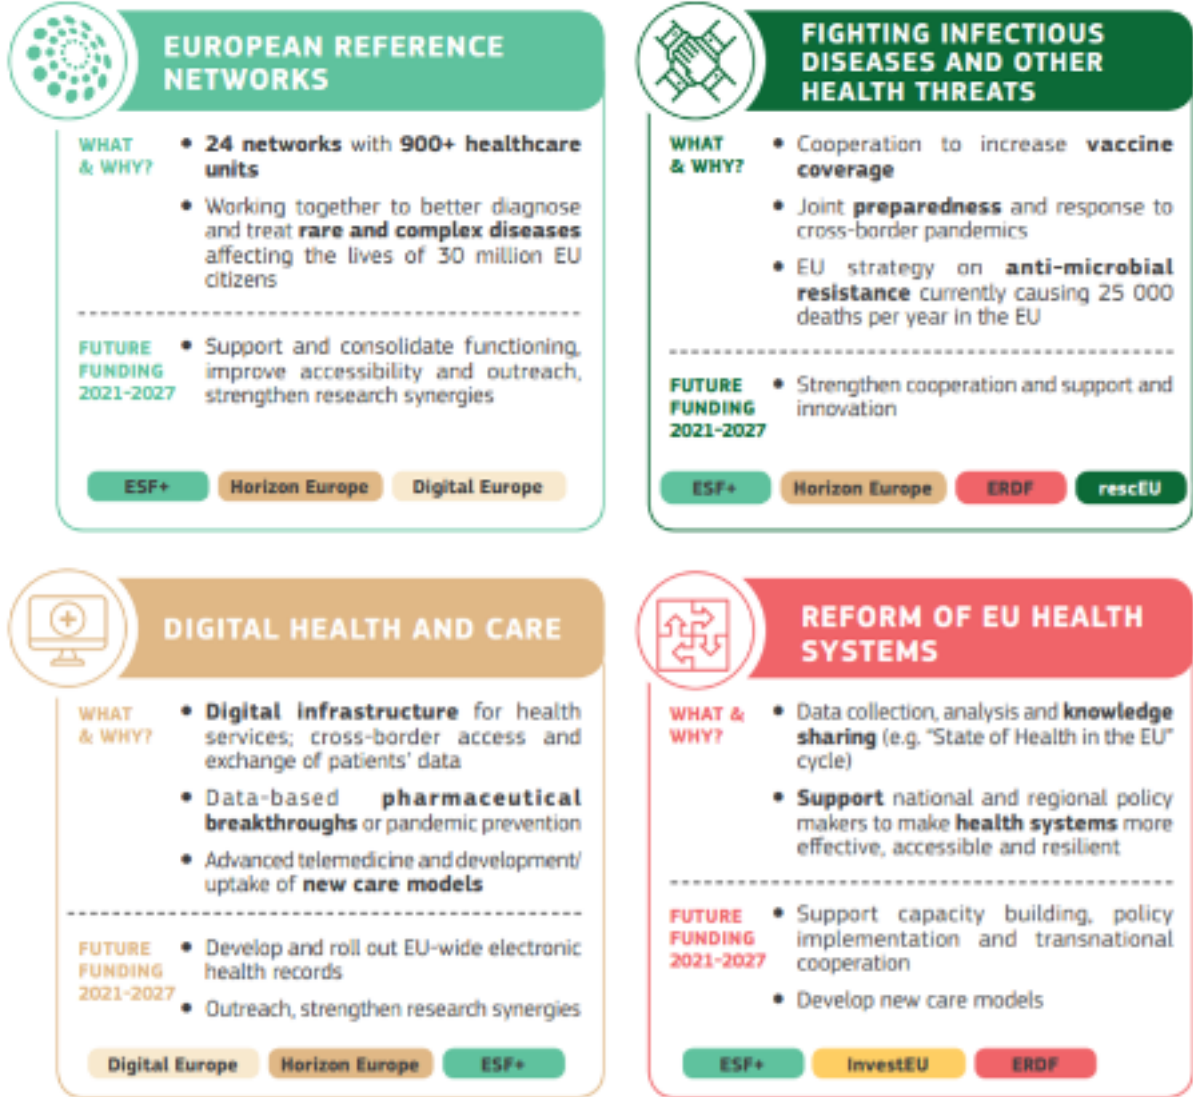 EUROPEAN REFERENCE
NETWORKS
WHAT
& WHY?
• 24 networks with 900+ healthcare
units
• Working together to better diagnose
and treat rare and complex diseases
affecting the lives of 30 million EU
citizens
FUTURE
FUNDING
2021-2027
• Support and consolidate functioning,
improve accessibility and outreach,
strengthen research synergies
ESF+
Horizon Europe
Digital Europe
FIGHTING INFECTIOUS
DISEASES AND OTHER
HEALTH THREATS
WHAT
& WHY?
• Cooperation to increase vaccine
coverage
• Joint preparedness and response to
cross-border pandemics
• EU strategy on anti-microbial
resistance currently causing 25 000
deaths per year in the EU
FUTURE
FUNDING
2021-2027
• Strengthen cooperation and support and
innovation
ESF+
Horizon Europe
ERDF
rescEU
DIGITAL HEALTH AND CARE
WHAT
& WHY?
• Digital infrastructure for health
services; cross-border access and
exchange of patients' data
• Data-based pharmaceutical
breakthroughs or pandemic prevention
• Advanced telemedicine and development/
uptake of new care models
FUTURE
FUNDING
2021-2027
• Develop and roll out EU-wide electronic
health records
• Outreach, strengthen research synergies
Digital Europe
Horizon Europe
ESF+
REFORM OF EU HEALTH
SYSTEMS
WHAT &
WHY?
• Data collection, analysis and knowledge
sharing (e.g. "State of Health in the EU"
cycle)
• Support national and regional policy
makers to make health systems more
effective, accessible and resilient
FUTURE
FUNDING
2021-2027
• Support capacity building, policy
implementation and transnational
cooperation
• Develop new care models
ESF+
InvestEU
ERDF